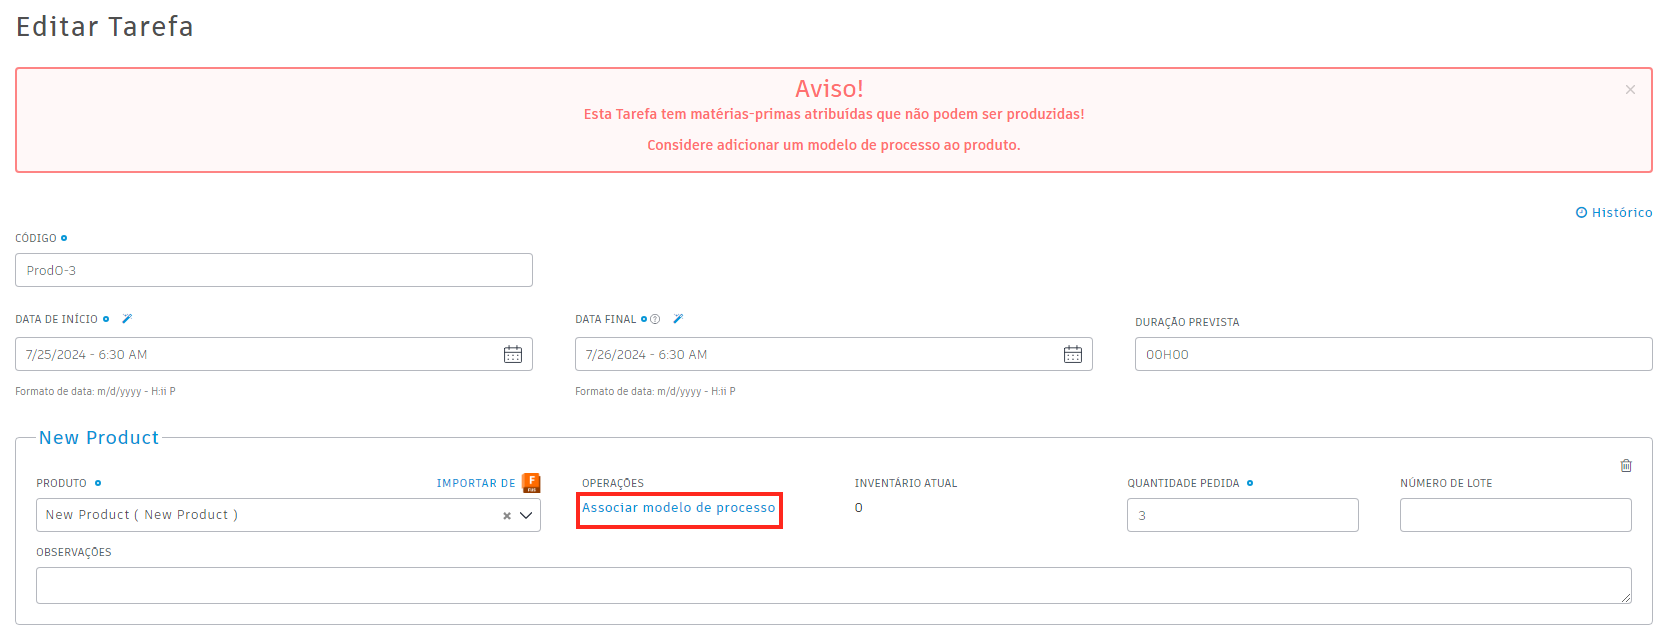 Editar Tarefa
Aviso!
Esta Tarefa tem matérias-primas atribuídas que não podem ser produzidas!
Considere adicionar um modelo de processo ao produto.
Histórico
CÓDIGO
ProdO-3
DATA DE INÍCIO
DATA FINAL
DURAÇÃO PREVISTA
7/25/2024 - 6:30 AM
7/26/2024 - 6:30 AM
00H00
Formato de data: m/d/yyyy - H:ii P
Formato de data: m/d/yyyy - H:ii P
New Product
PRODUTO
IMPORTAR DE
OPERAÇÕES
INVENTÁRIO ATUAL
QUANTIDADE PEDIDA
NÚMERO DE LOTE
New Product ( New Product )
Associar modelo de processo
0
3
OBSERVAÇÕES